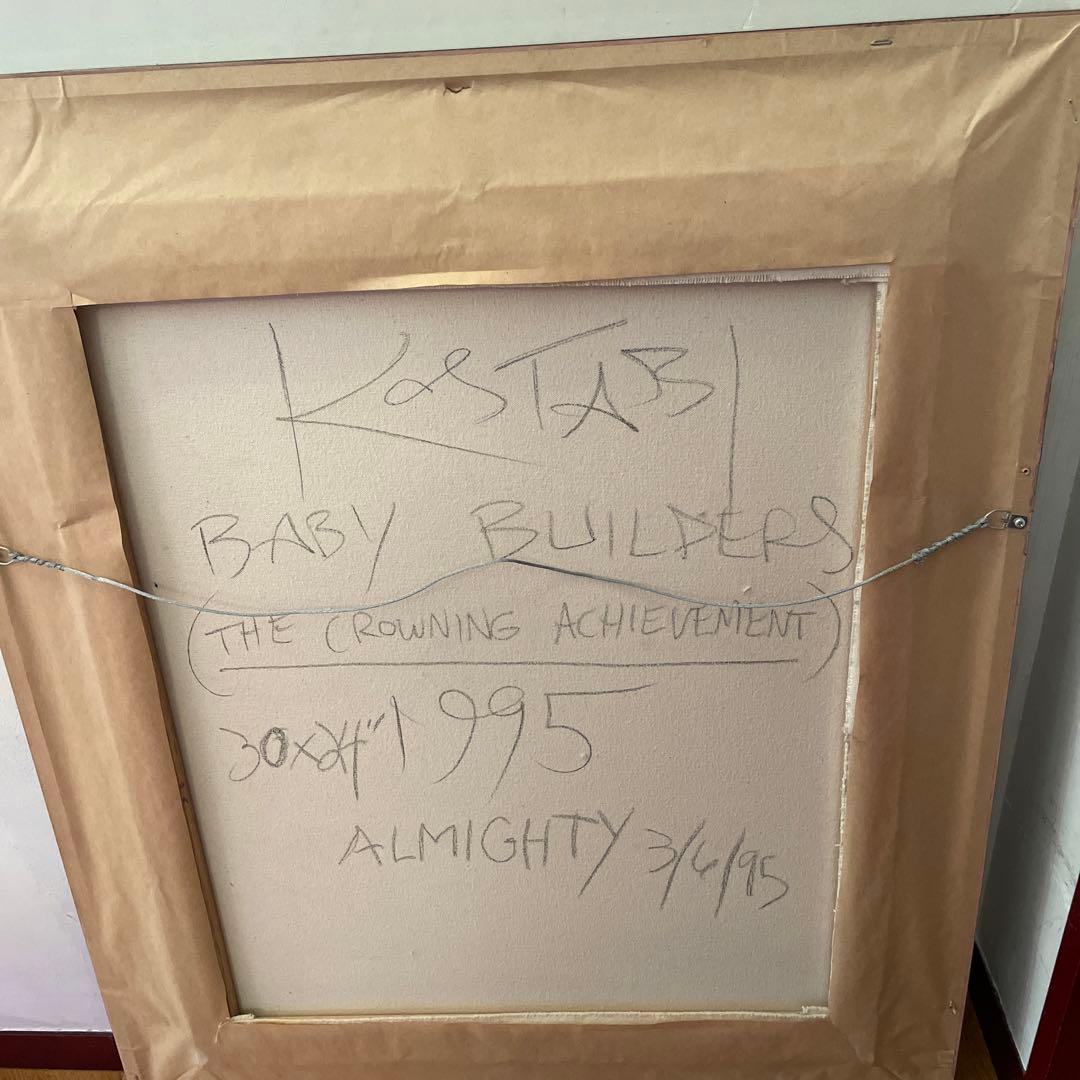 KOSTABI
BABY BUILDERS
(THE CROWNING ACHIEVEMENT)
30x24" 1995
ALMIGHTY 3/6/95